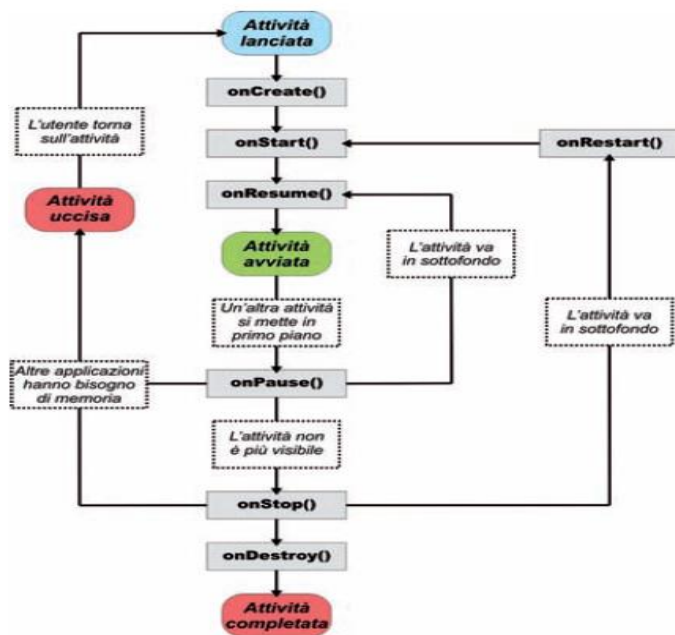 Attività
lanciata
onCreate()
L'utente torna
sull'attività
onStart()
onRestart()
onResume()
Attività
uccisa
Attività
avviata
L'attività va
in sottofondo
Un'altra attività
si mette in
primo piano
L'attività va
in sottofondo
Altre applicazioni
hanno bisogno
di memoria
onPause()
L'attività non
è più visibile
onStop()
onDestroy()
Attività
completata